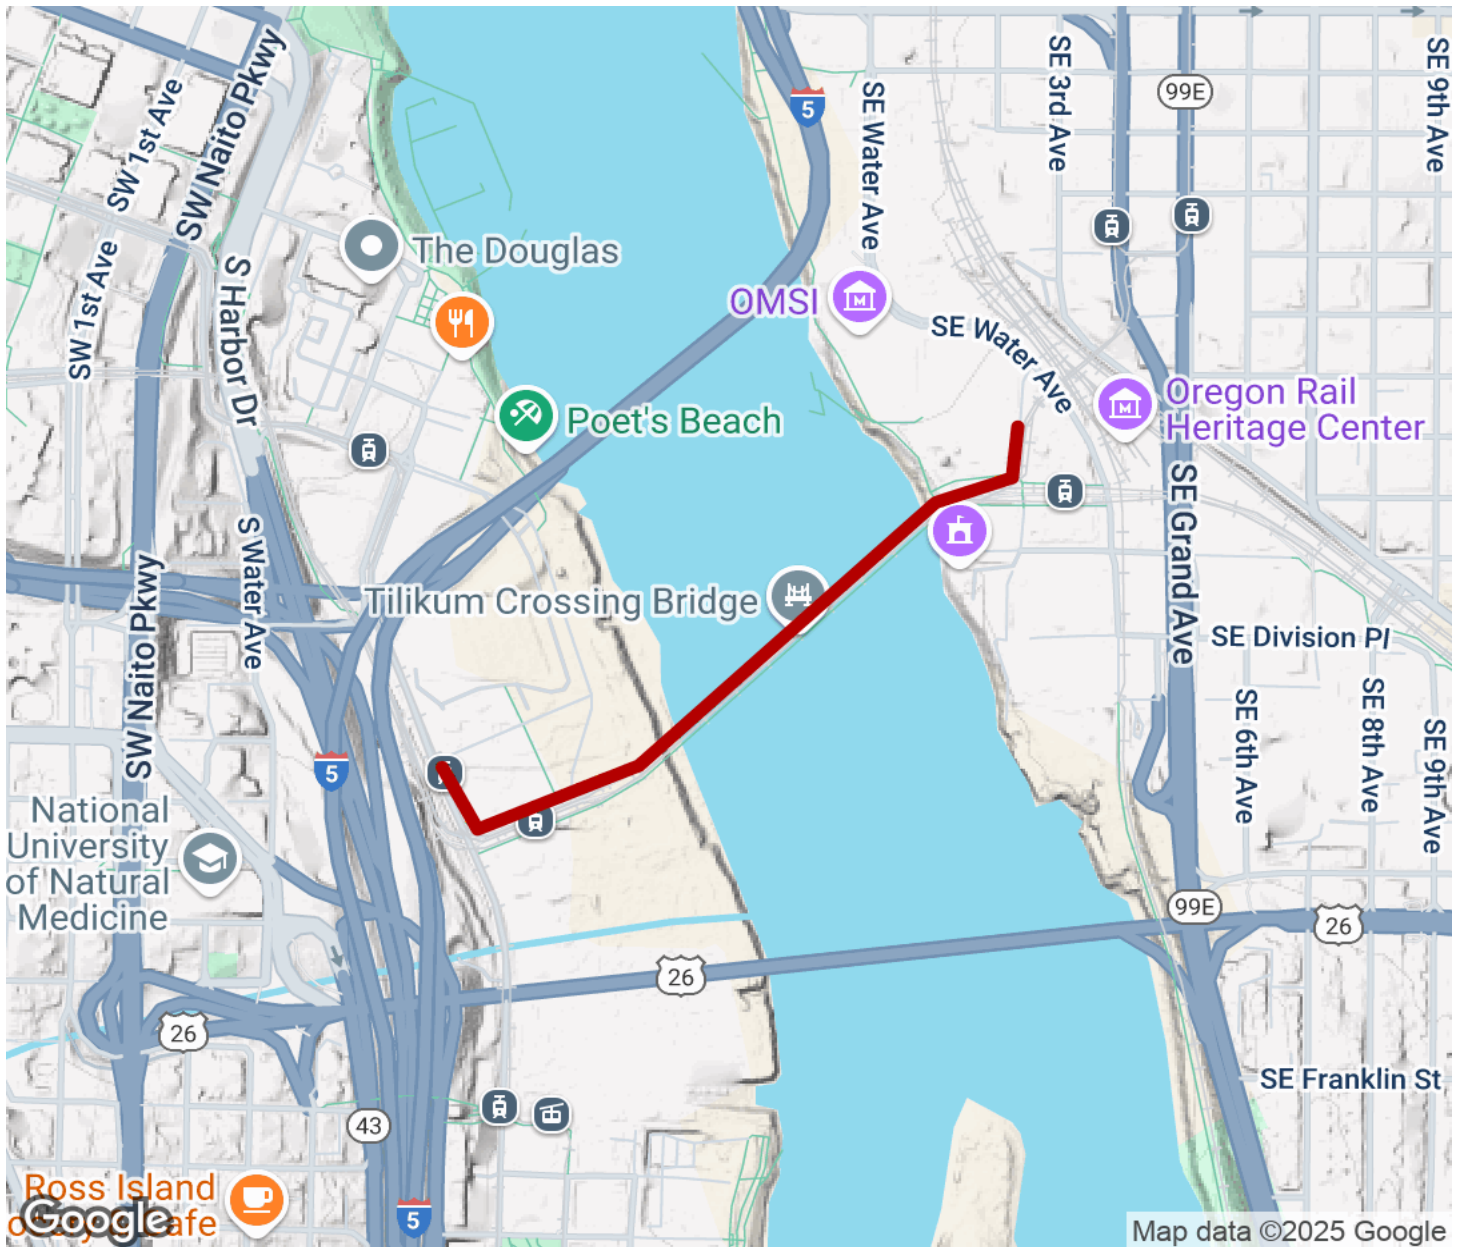 SW Naito Pkwy
SW 1st Ave
SW 1st Ave
S Harbor Dr
The Douglas
5
SE Water Ave
SE 3rd Ave
99E
SE 9th Ave
OMSI
SE Water Ave
Poet's Beach
Oregon Rail
Heritage Center
SE Grand Ave
S Water Ave
SW Naito Pkwy
Tilikum Crossing Bridge
SE Division Pl
SE 6th Ave
SE 8th Ave
SE 9th Ave
5
National
University
of Natural
Medicine
99E
26
26
26
SE Franklin St
43
Ross Island
5
Google
Map data ©2025 Google